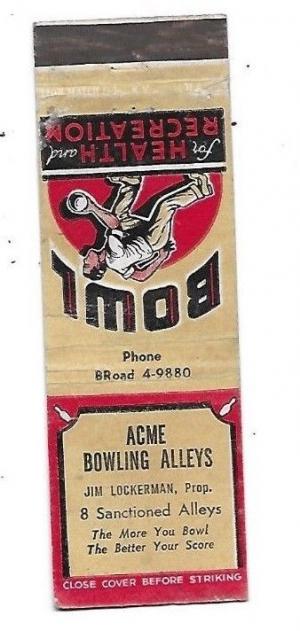 for HEALTH and
RECREATION
BOWL
Phone
BRoad 4-9880
ACME
BOWLING ALLEYS
JIM LOCKERMAN, Prop.
8 Sanctioned Alleys
The More You Bowl
The Better Your Score
CLOSE COVER BEFORE STRIKING